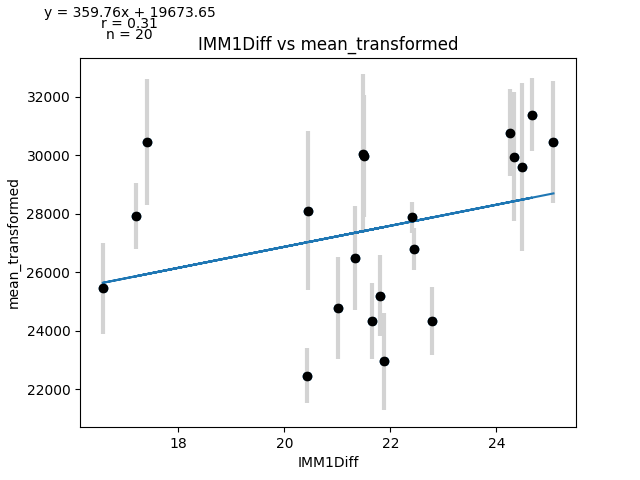 y = 359.76x + 19673.65
r = 0.31
n = 20
IMM1Diff vs mean_transformed
mean_transformed
32000
30000
28000
26000
24000
22000
18
20
22
24
IMM1Diff